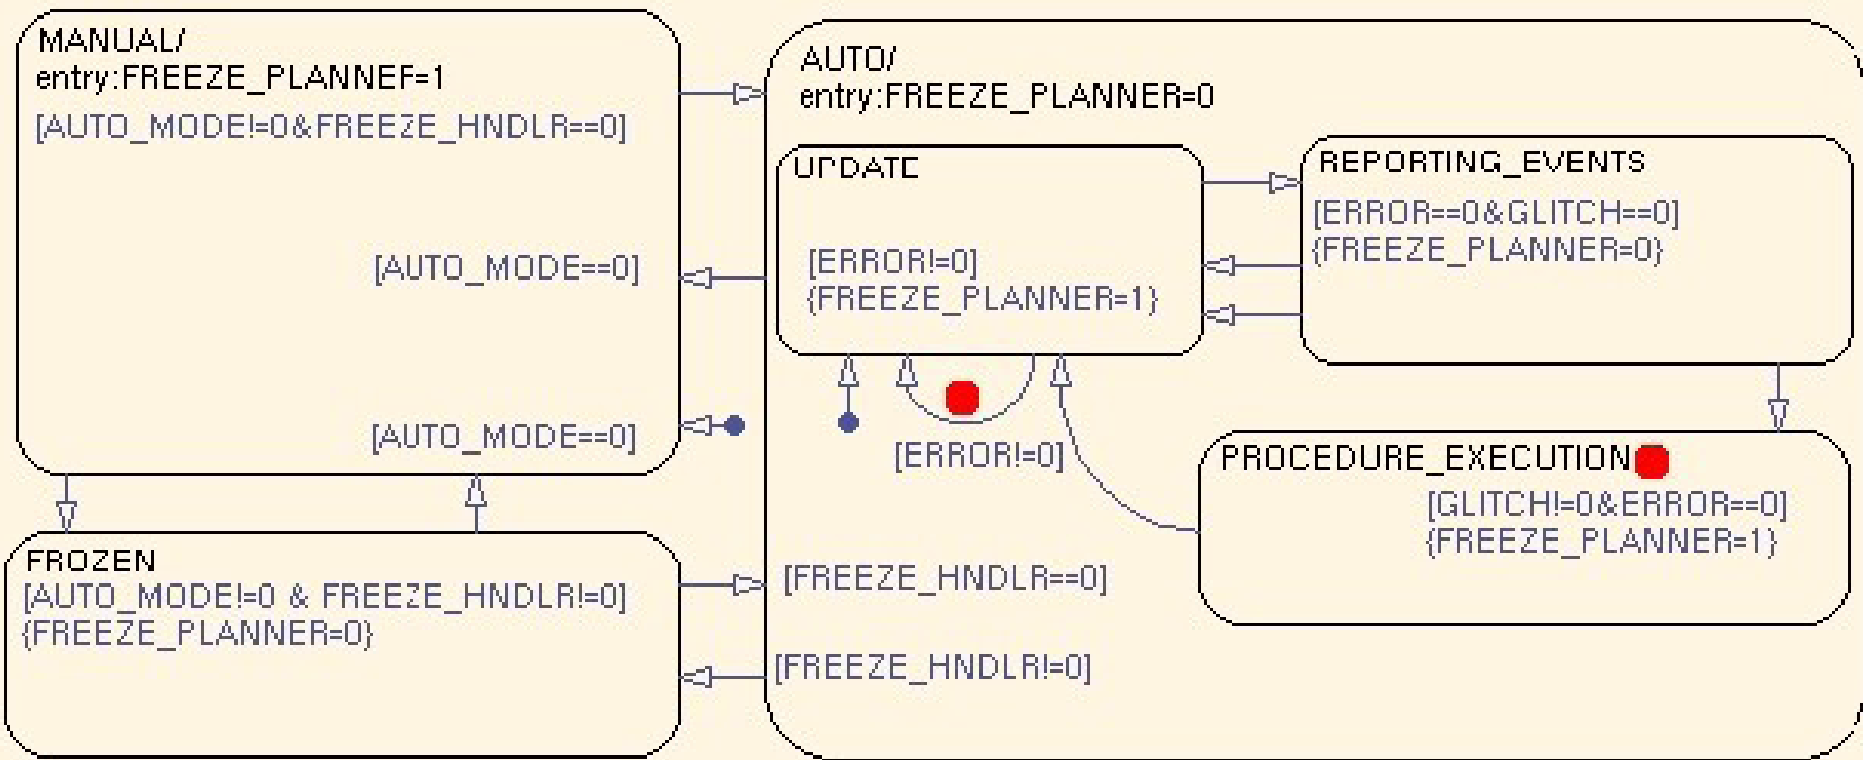 MANUAL/
entry:FREEZE_PLANNER=1
[AUTO_MODE!=0&FREEZE_HNDLR==0]
[AUTO_MODE==0]
[AUTO_MODE==0]
FROZEN
[AUTO_MODE!=0 & FREEZE_HNDLR!=0]
{FREEZE_PLANNER=0}
AUTO/
entry:FREEZE_PLANNER=0
UPDATE
[ERROR!=0]
{FREEZE_PLANNER=1}
[ERROR!=0]
REPORTING_EVENTS
[ERROR==0&GLITCH==0]
{FREEZE_PLANNER=0}
PROCEDURE_EXECUTION
[GLITCH!=0&ERROR==0]
{FREEZE_PLANNER=1}
[FREEZE_HNDLR==0]
[FREEZE_HNDLR!=0]